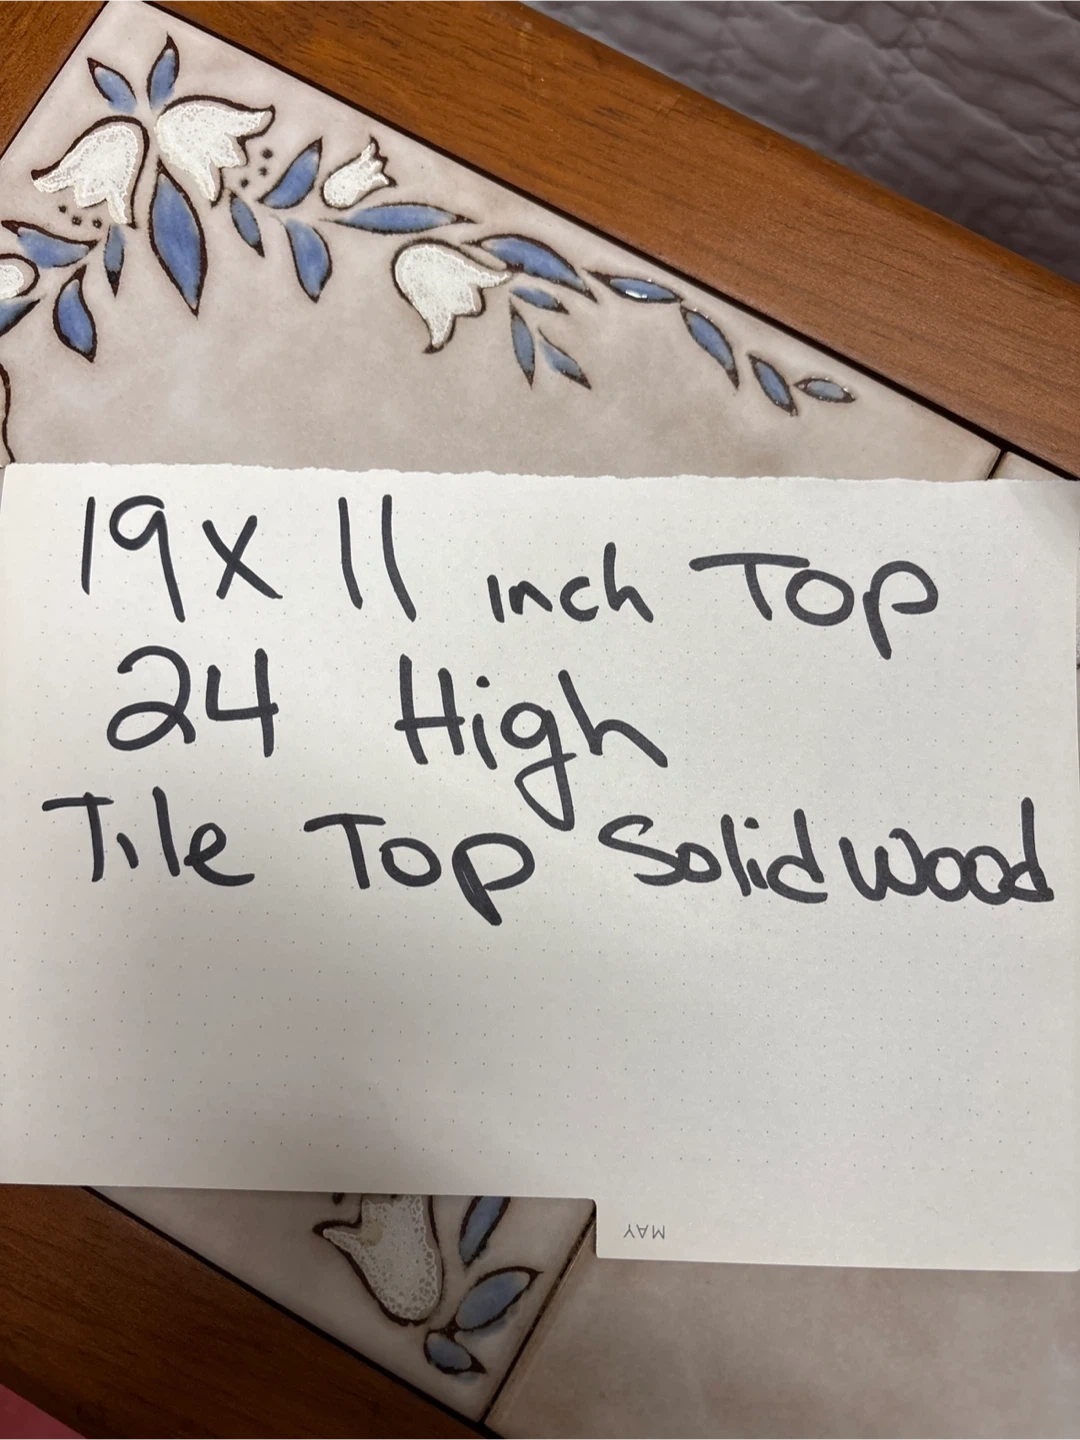 19 x 11 inch Top
24 High
Tile Top Solid Wood
MAY